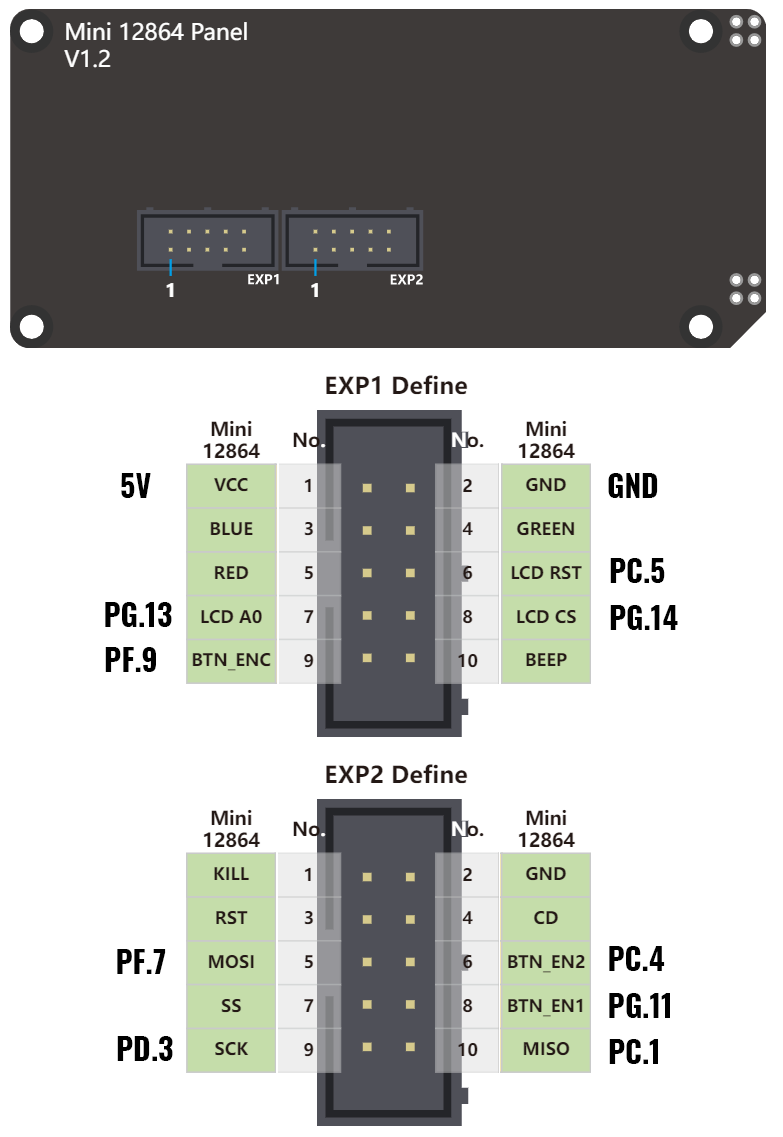 Mini 12864 Panel
V1.2
EXP1
EXP2
1
1
EXP1 Define
Mini
12864
No.
No.
Mini
12864
5V VCC 1 2 GND GND
BLUE 3 4 GREEN
RED 5 6 LCD RST PC.5
PG.13 LCD A0 7 8 LCD CS PG.14
PF.9 BTN_ENC 9 10 BEEP
EXP2 Define
Mini
12864
No.
No.
Mini
12864
KILL 1 2 GND
RST 3 4 CD
PF.7 MOSI 5 6 BTN_EN2 PC.4
SS 7 8 BTN_EN1 PG.11
PD.3 SCK 9 10 MISO PC.1